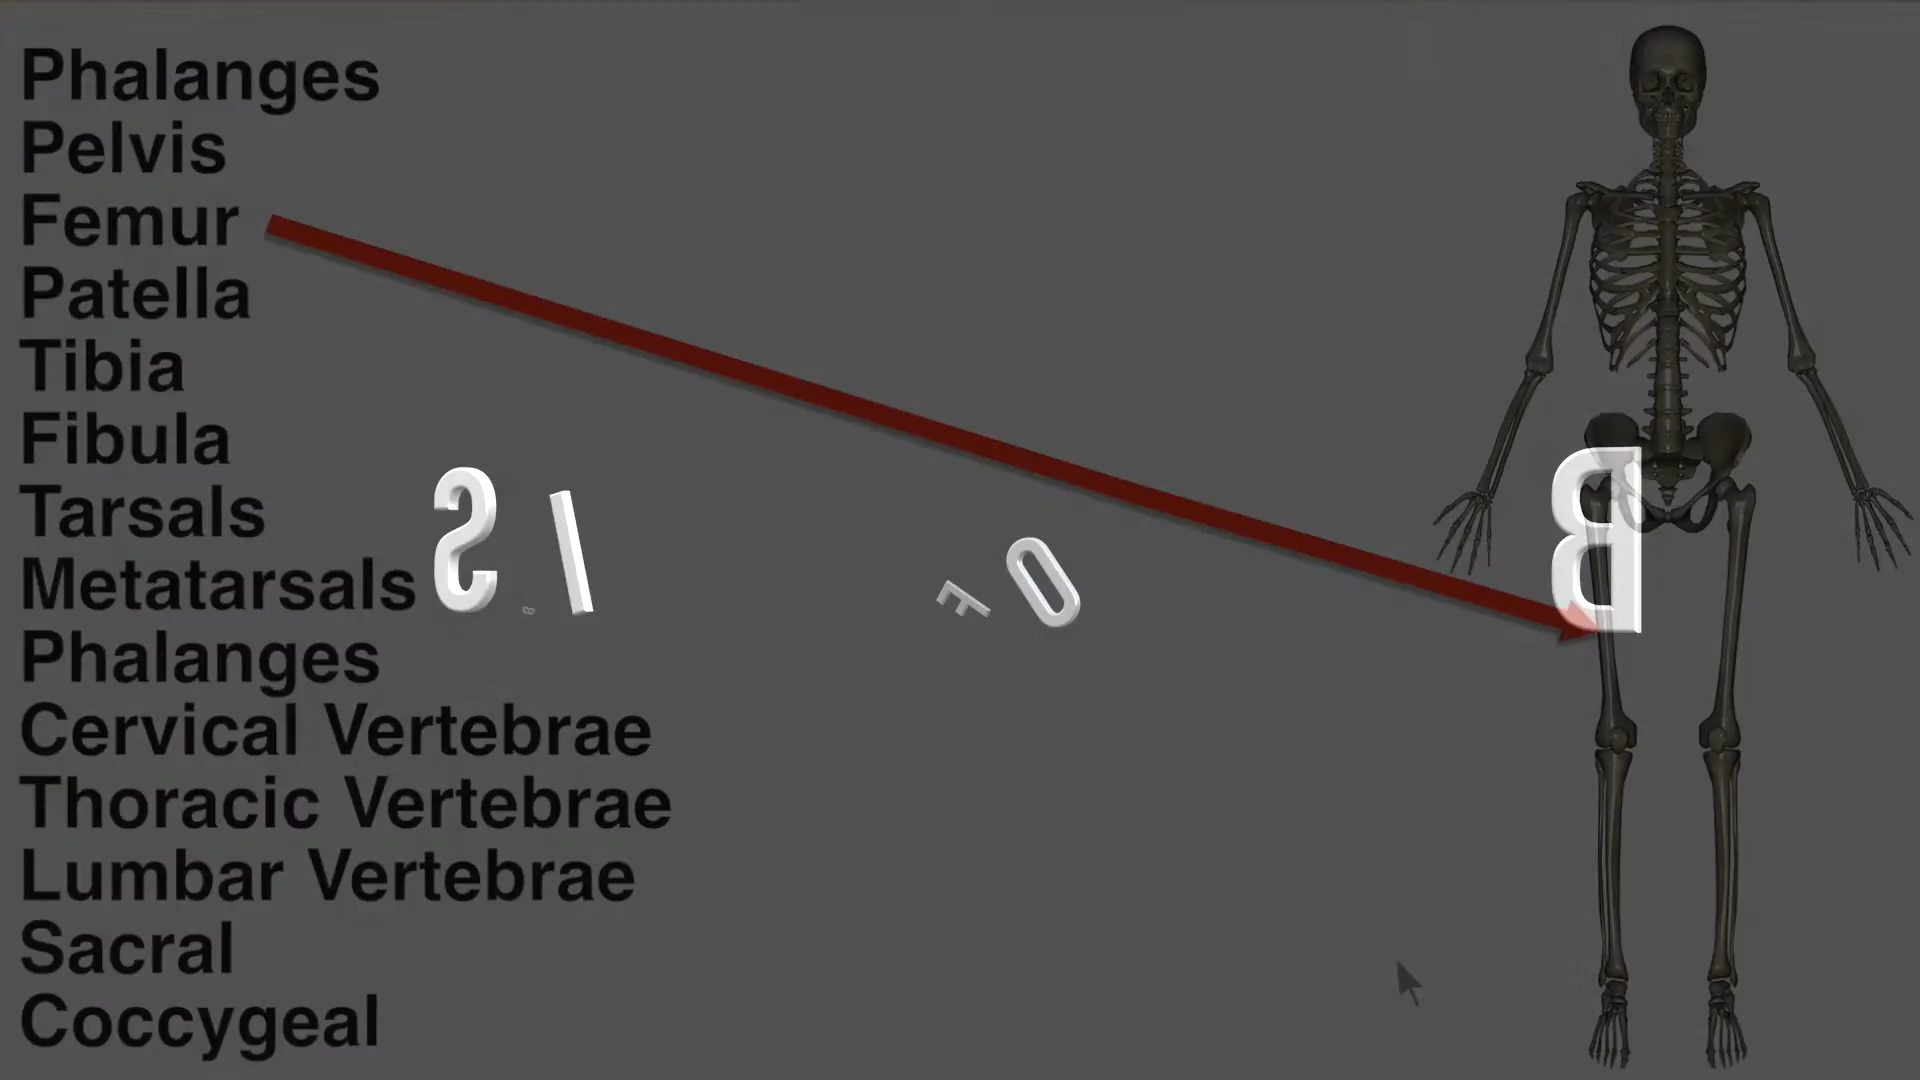 Phalanges
Pelvis
Femur
Patella
Tibia
Fibula
Tarsals
Metatarsals
Phalanges
Cervical Vertebrae
Thoracic Vertebrae
Lumbar Vertebrae
Sacral
Coccygeal